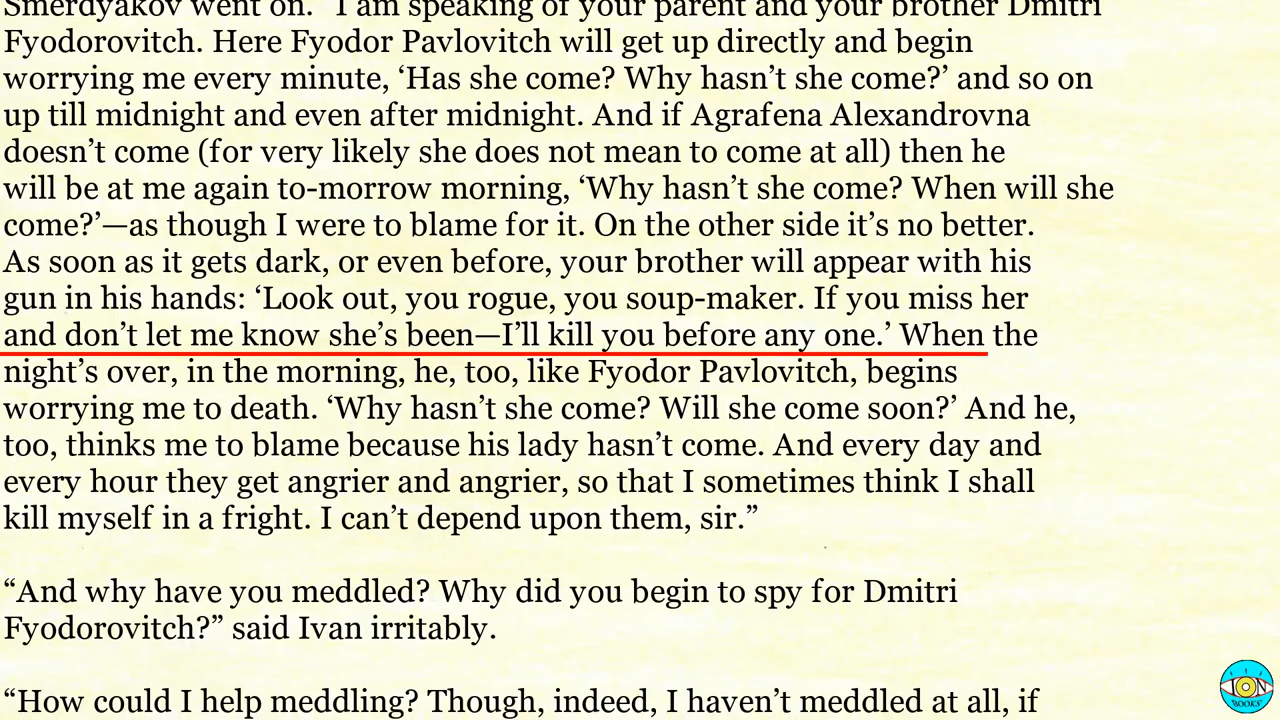 Smerdyakov went on. “I am speaking of your parent and your brother Dmitri
Fyodorovitch. Here Fyodor Pavlovitch will get up directly and begin
worrying me every minute, ‘Has she come? Why hasn’t she come?’ and so on
up till midnight and even after midnight. And if Agrafena Alexandrovna
doesn’t come (for very likely she does not mean to come at all) then he
will be at me again to-morrow morning, ‘Why hasn’t she come? When will she
come?’—as though I were to blame for it. On the other side it’s no better.
As soon as it gets dark, or even before, your brother will appear with his
gun in his hands: ‘Look out, you rogue, you soup-maker. If you miss her
and don’t let me know she’s been—I’ll kill you before any one.’ When the
night’s over, in the morning, he, too, like Fyodor Pavlovitch, begins
worrying me to death. ‘Why hasn’t she come? Will she come soon?’ And he,
too, thinks me to blame because his lady hasn’t come. And every day and
every hour they get angrier and angrier, so that I sometimes think I shall
kill myself in a fright. I can’t depend upon them, sir.”
“And why have you meddled? Why did you begin to spy for Dmitri
Fyodorovitch?” said Ivan irritably.
“How could I help meddling? Though, indeed, I haven’t meddled at all, if
ION
BOOKS